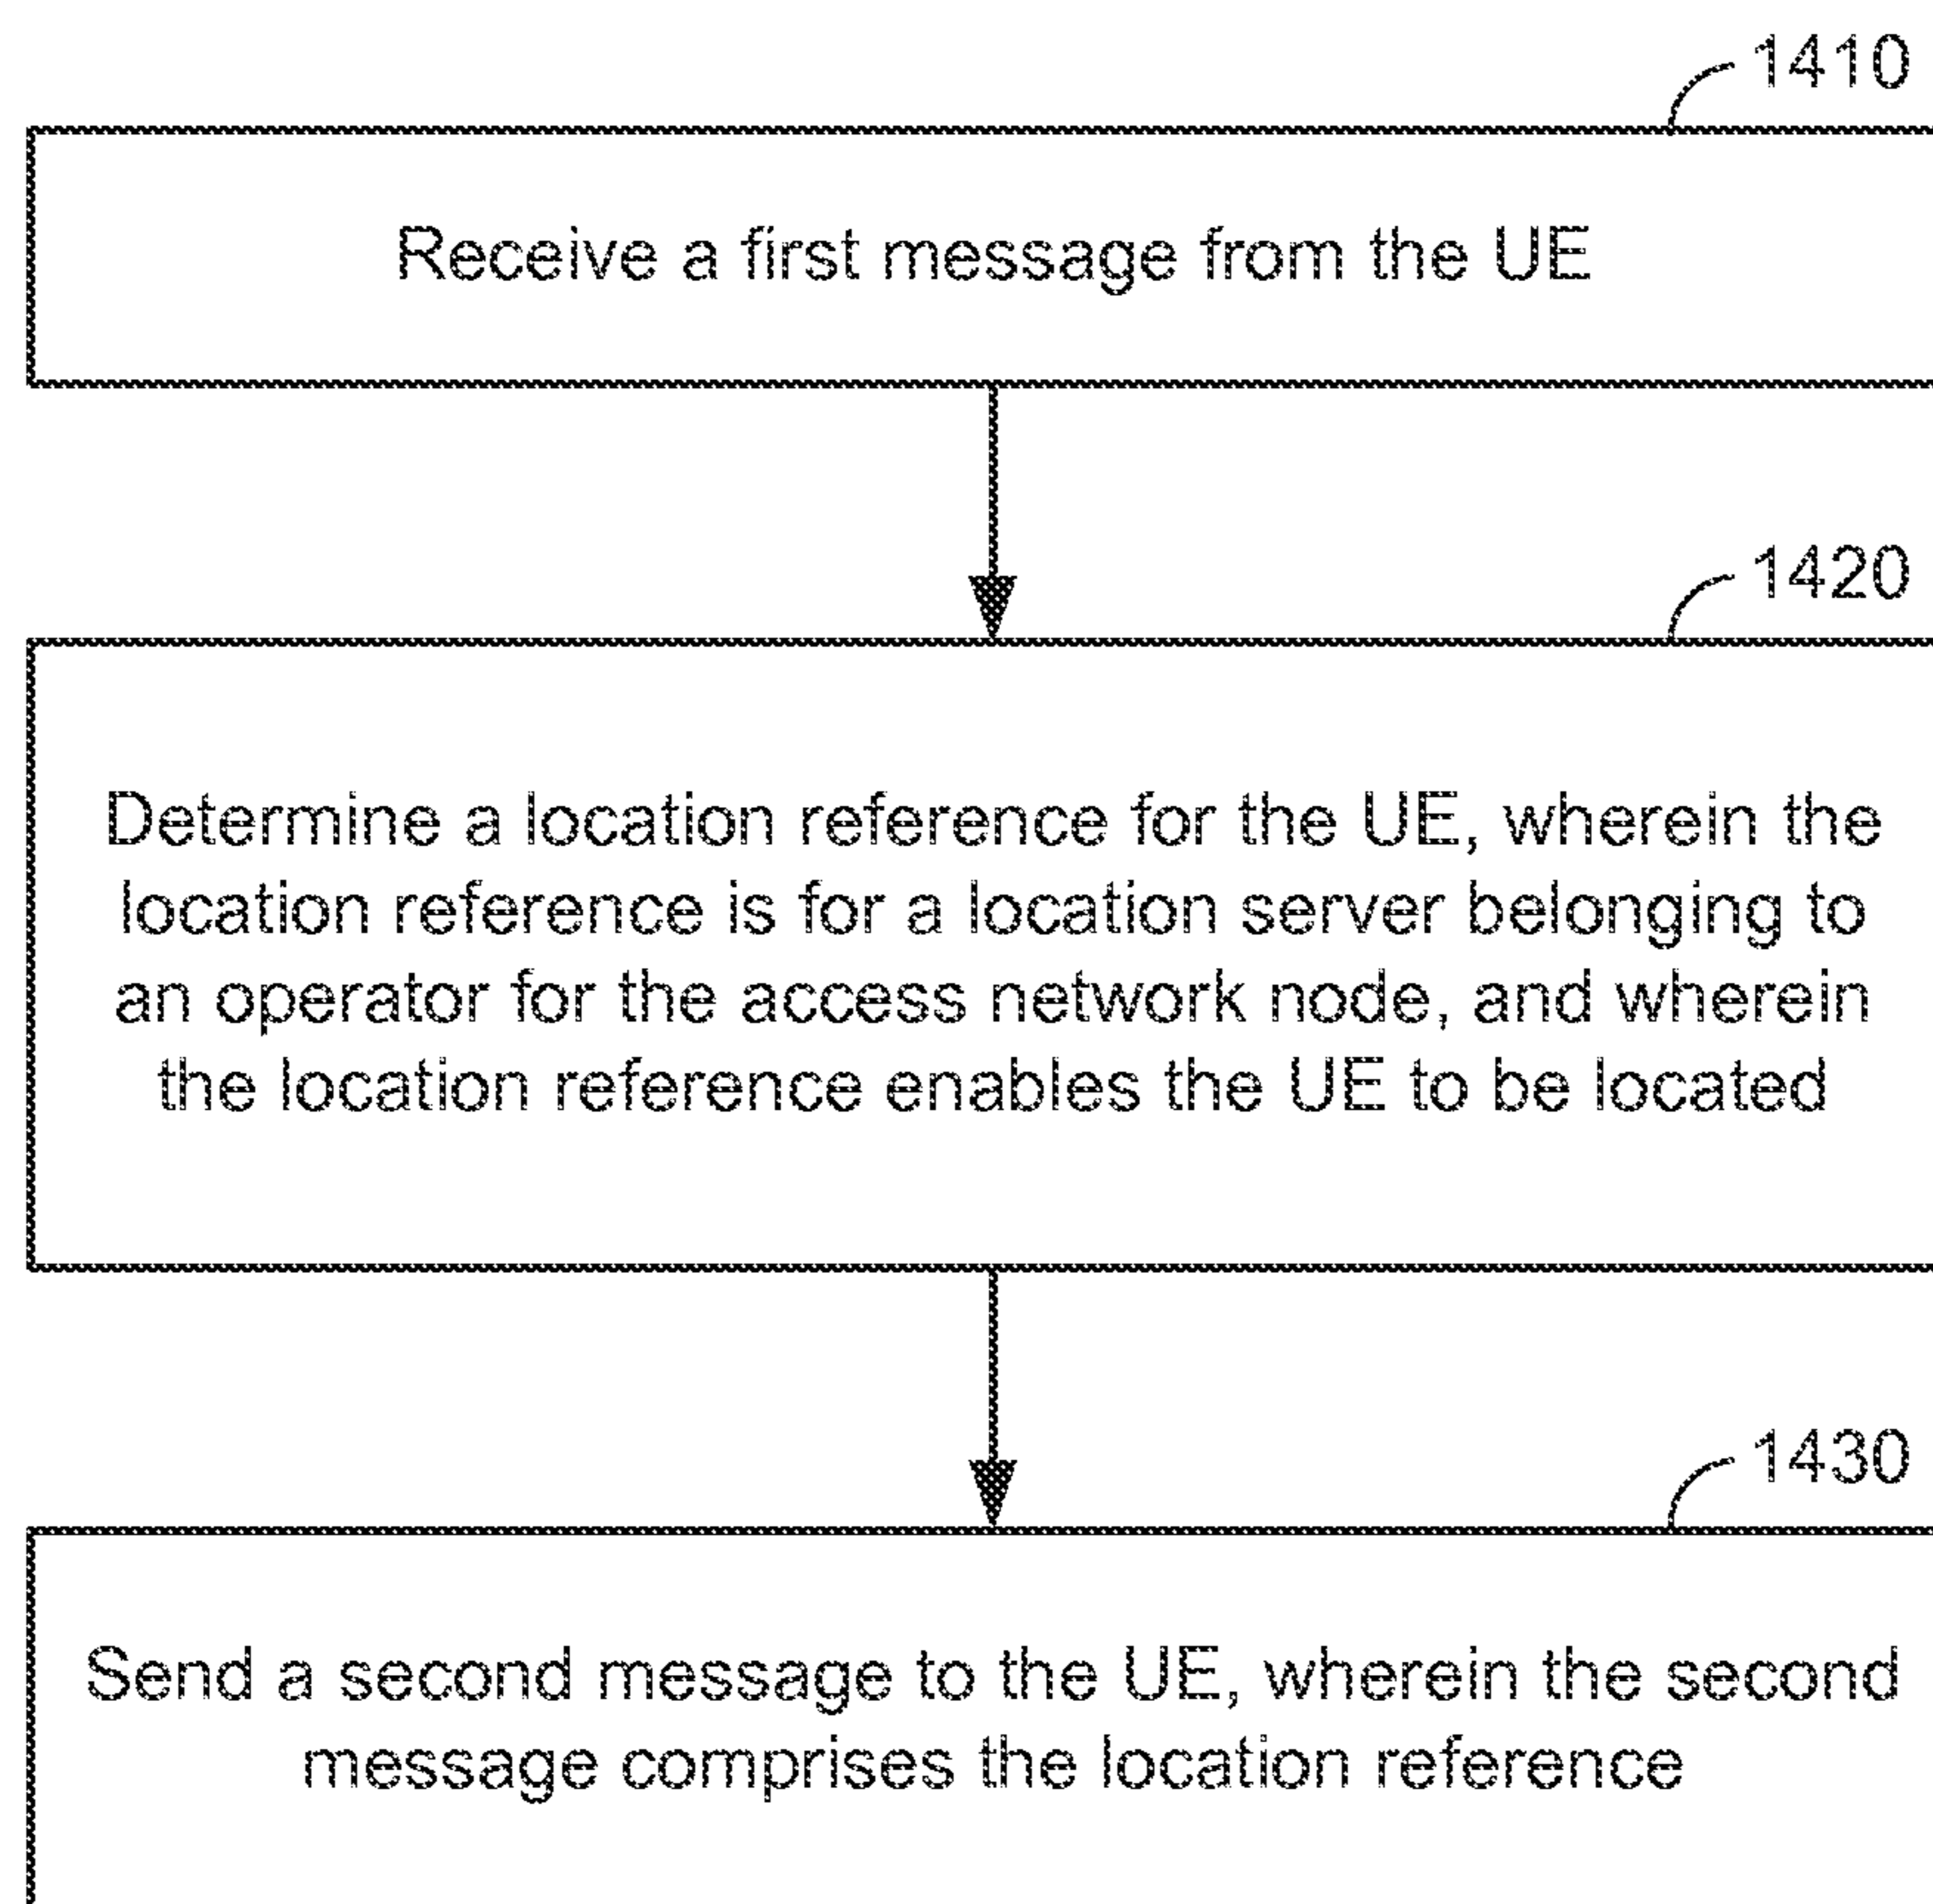 1410
Receive a first message from the UE
1420
Determine a location reference for the UE, wherein the
location reference is for a location server belonging to
an operator for the access network node, and wherein
the location reference enables the UE to be located
1430
Send a second message to the UE, wherein the second
message comprises the location reference